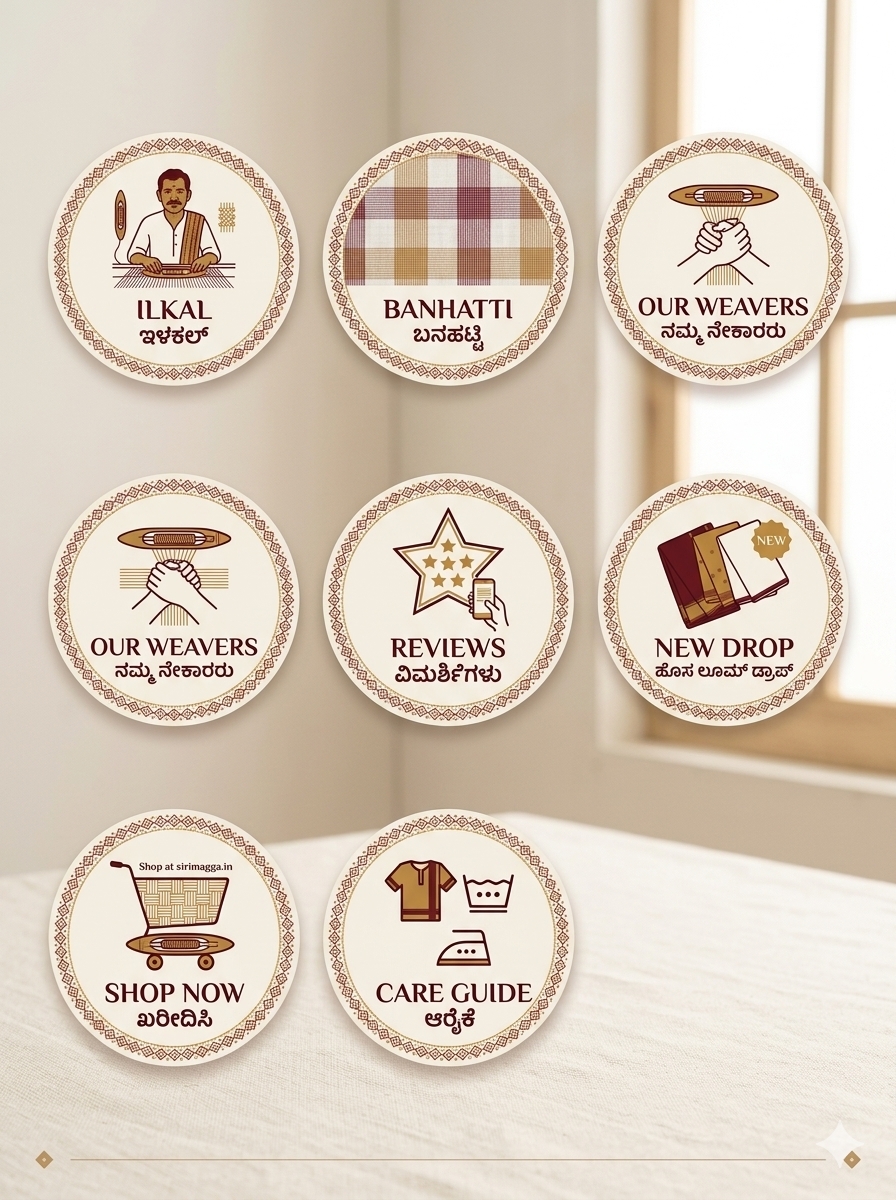 ILKAL
ಇಳಕಲ್
BANHATTI
ಬನಹಟ್ಟಿ
OUR WEAVERS
ನಮ್ಮ ನೇಕಾರರು
OUR WEAVERS
ನಮ್ಮ ನೇಕಾರರು
REVIEWS
ವಿಮರ್ಶೆಗಳು
NEW
NEW DROP
ಹೊಸ ಲೂಮ್ ಡ್ರಾಪ್
Shop at sirimagga.in
SHOP NOW
ಖರೀದಿಸಿ
CARE GUIDE
ಆರೈಕೆ